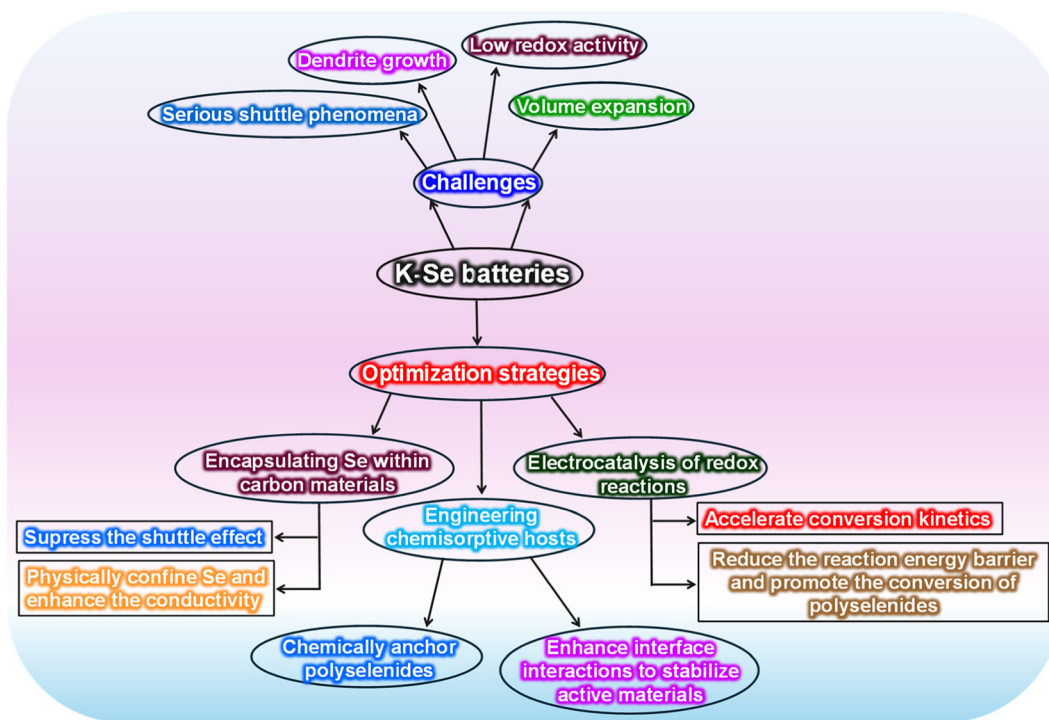 Low redox activity
Dendrite growth
Serious shuttle phenomena
Volume expansion
Challenges
K-Se batteries
Optimization strategies
Encapsulating Se within
carbon materials
Electrocatalysis of redox
reactions
Engineering
chemisorptive hosts
Supress the shuttle effect
Physically confine Se and
enhance the conductivity
Accelerate conversion kinetics
Reduce the reaction energy barrier
and promote the conversion of
polyselenides
Chemically anchor
polyselenides
Enhance interface
interactions to stabilize
active materials